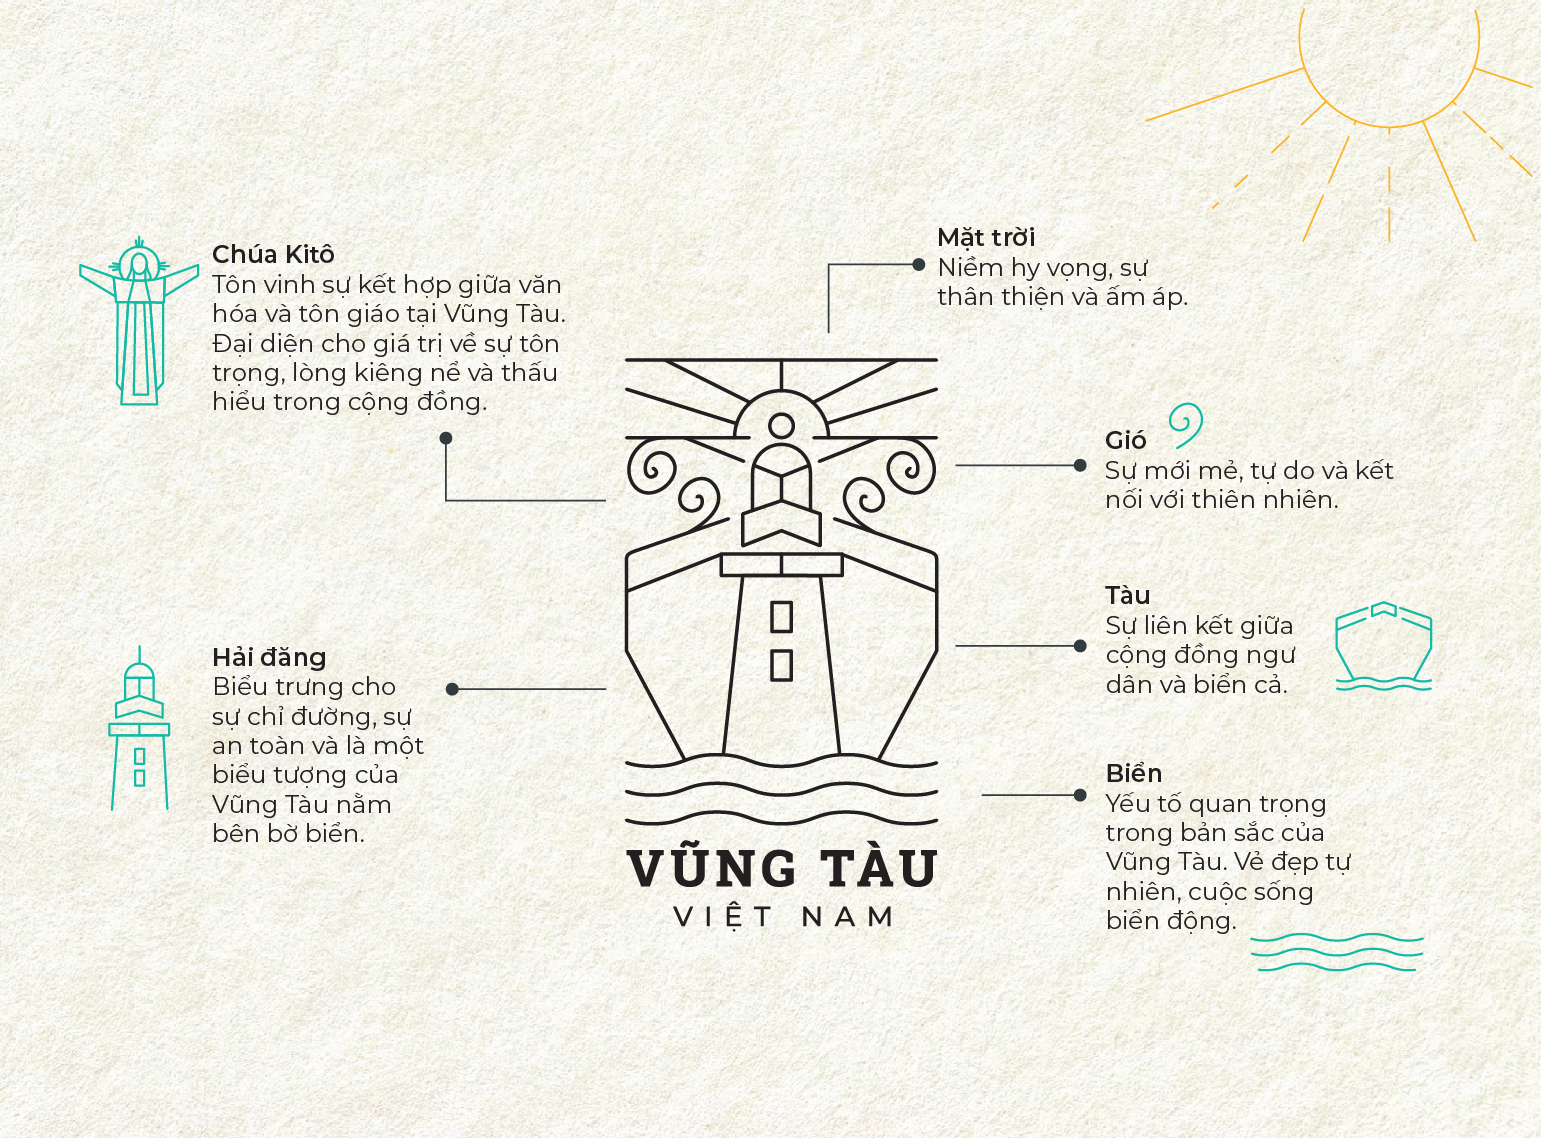 Chúa Kitô
Tôn vinh sự kết hợp giữa văn
hóa và tôn giáo tại Vũng Tàu.
Đại diện cho giá trị về sự tôn
trọng, lòng kiêng nể và thấu
hiểu trong cộng đồng.
Hải đăng
Biểu trưng cho
sự chỉ đường, sự
an toàn và là một
biểu tượng của
Vũng Tàu nằm
bên bờ biển.
Mặt trời
Niềm hy vọng, sự
thân thiện và ấm áp.
Gió
Sự mới mẻ, tự do và kết
nối với thiên nhiên.
Tàu
Sự liên kết giữa
cộng đồng ngư
dân và biển cả.
Biển
Yếu tố quan trọng
trong bản sắc của
Vũng Tàu. Vẻ đẹp tự
nhiên, cuộc sống
biển động.
VŨNG TÀU
VIỆT NAM